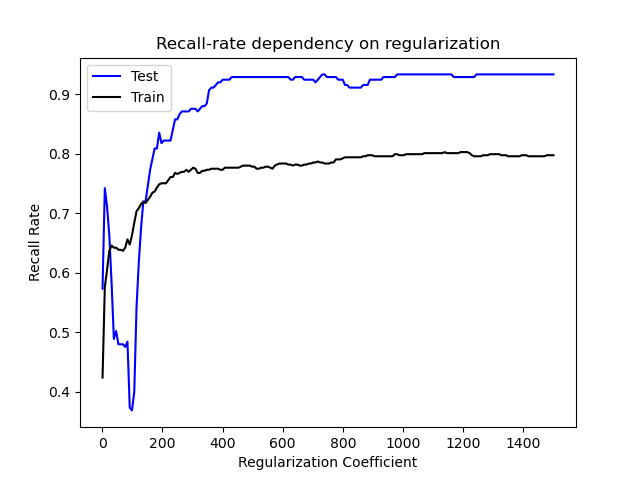 Recall-rate dependency on regularization
Test
Train
Recall Rate
0.9
0.8
0.7
0.6
0.5
0.4
0 200 400 600 800 1000 1200 1400
Regularization Coefficient